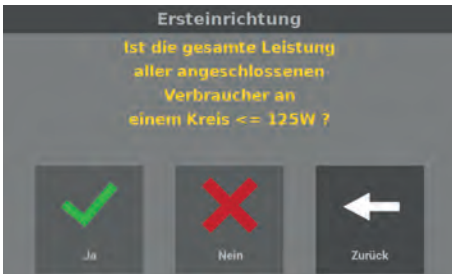 Ersteinrichtung
Ist die gesamte Leistung
aller angeschlossenen
Verbraucher an
einem Kreis <= 125W ?
Ja
Nein
Zurück